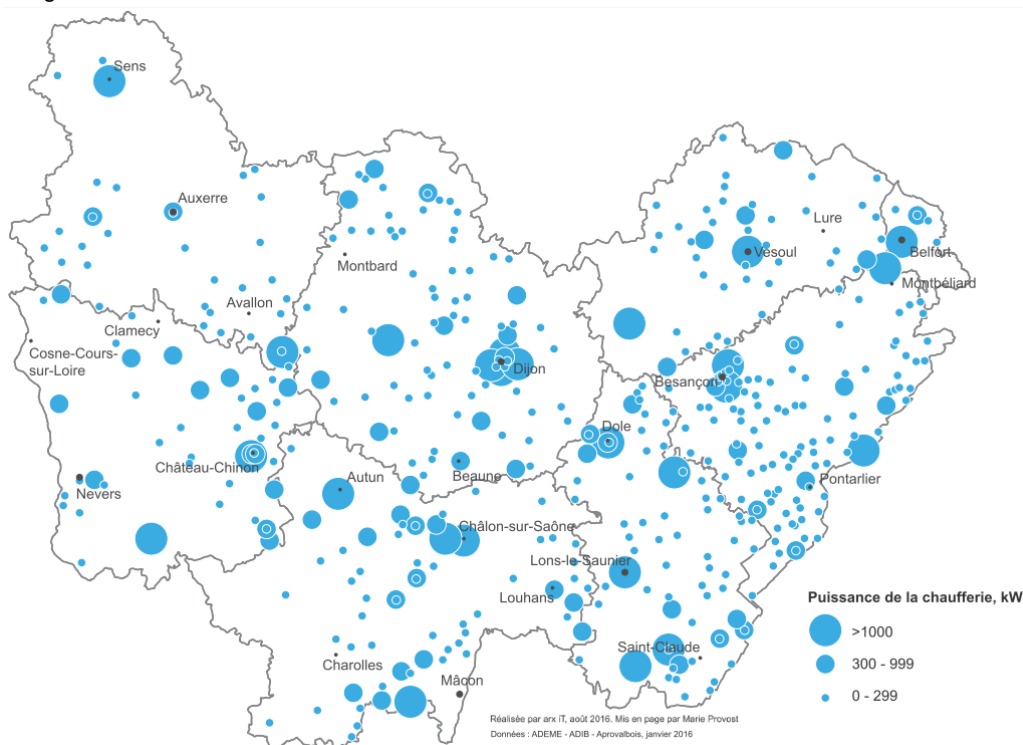 Sens
Auxerre
Lure
Vesoul
Belfort
Montbard
Montbéliard
Avallon
Clamecy
Cosne-Cours-
sur-Loire
Dijon
Besançon
Dole
Château-Chinon
Autun
Beaune
Pontarlier
Nevers
Châlon-sur-Saône
Lons-le-Saunier
Louhans
Puissance de la chaufferie, kW
>1000
300 - 999
0 - 299
Saint-Claude
Charolles
Mâcon
Réalisée par arx iT, août 2016. Mis en page par Marie Provost
Données : ADEME - ADIB - Aprovalbois, janvier 2016